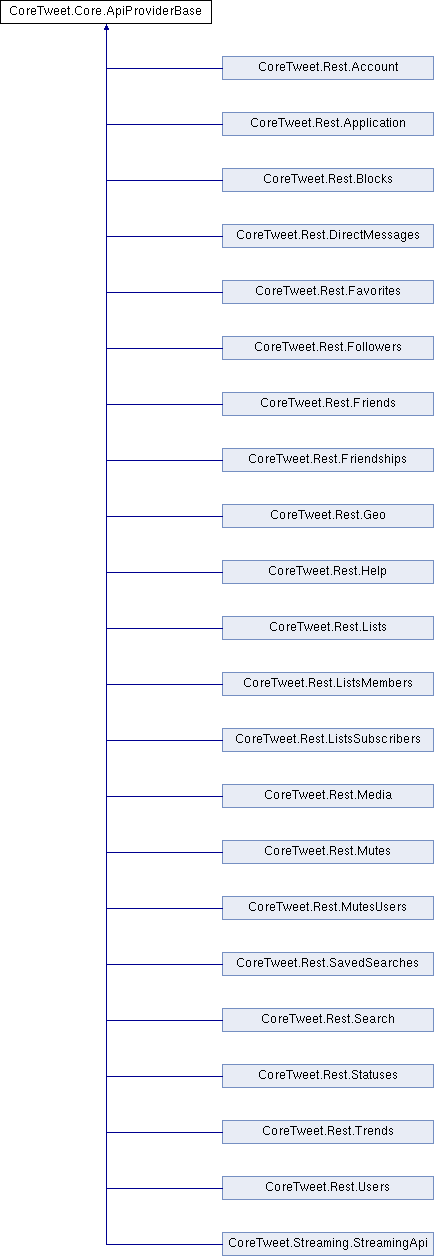 CoreTweet.Core.ApiProviderBase
CoreTweet.Rest.Account
CoreTweet.Rest.Application
CoreTweet.Rest.Blocks
CoreTweet.Rest.DirectMessages
CoreTweet.Rest.Favorites
CoreTweet.Rest.Followers
CoreTweet.Rest.Friends
CoreTweet.Rest.Friendships
CoreTweet.Rest.Geo
CoreTweet.Rest.Help
CoreTweet.Rest.Lists
CoreTweet.Rest.ListsMembers
CoreTweet.Rest.ListsSubscribers
CoreTweet.Rest.Media
CoreTweet.Rest.Mutes
CoreTweet.Rest.MutesUsers
CoreTweet.Rest.SavedSearches
CoreTweet.Rest.Search
CoreTweet.Rest.Statuses
CoreTweet.Rest.Trends
CoreTweet.Rest.Users
CoreTweet.Streaming.StreamingApi